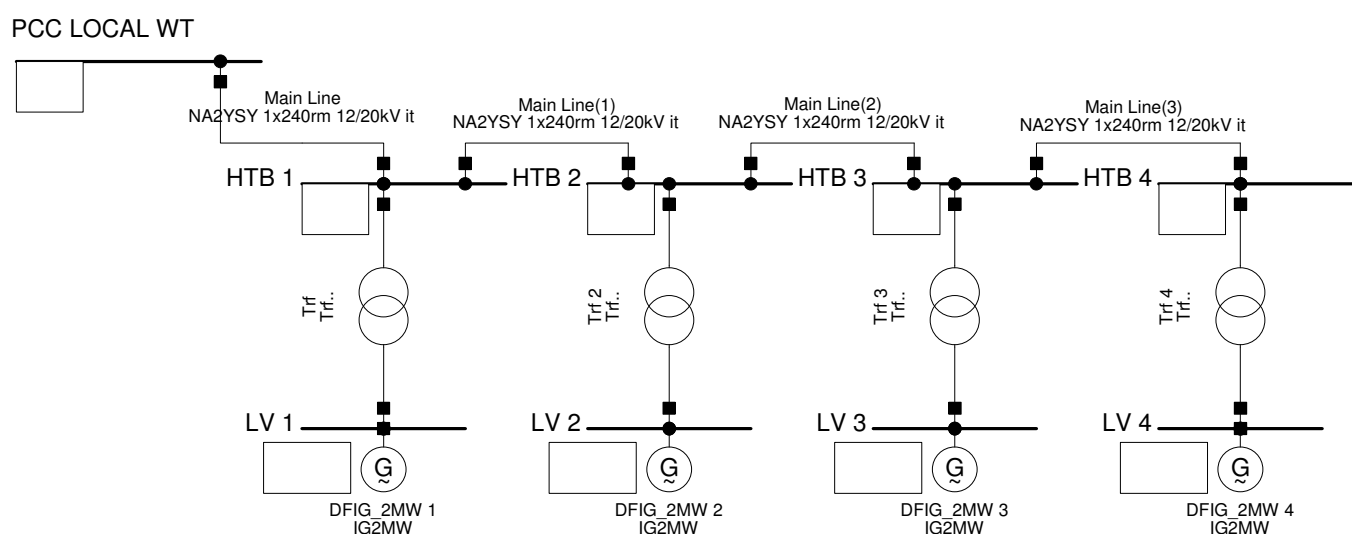 PCC LOCAL WT
Main Line
NA2YSY 1x240rm 12/20kV it
Main Line(1)
NA2YSY 1x240rm 12/20kV it
Main Line(2)
NA2YSY 1x240rm 12/20kV it
Main Line(3)
NA2YSY 1x240rm 12/20kV it
HTB 1
HTB 2
HTB 3
HTB 4
Trf
Trf..
Trf 2
Trf..
Trf 3
Trf..
Trf 4
Trf..
LV 1
LV 2
LV 3
LV 4
G
~
G
~
G
~
G
~
DFIG_2MW 1
IG2MW
DFIG_2MW 2
IG2MW
DFIG_2MW 3
IG2MW
DFIG_2MW 4
IG2MW